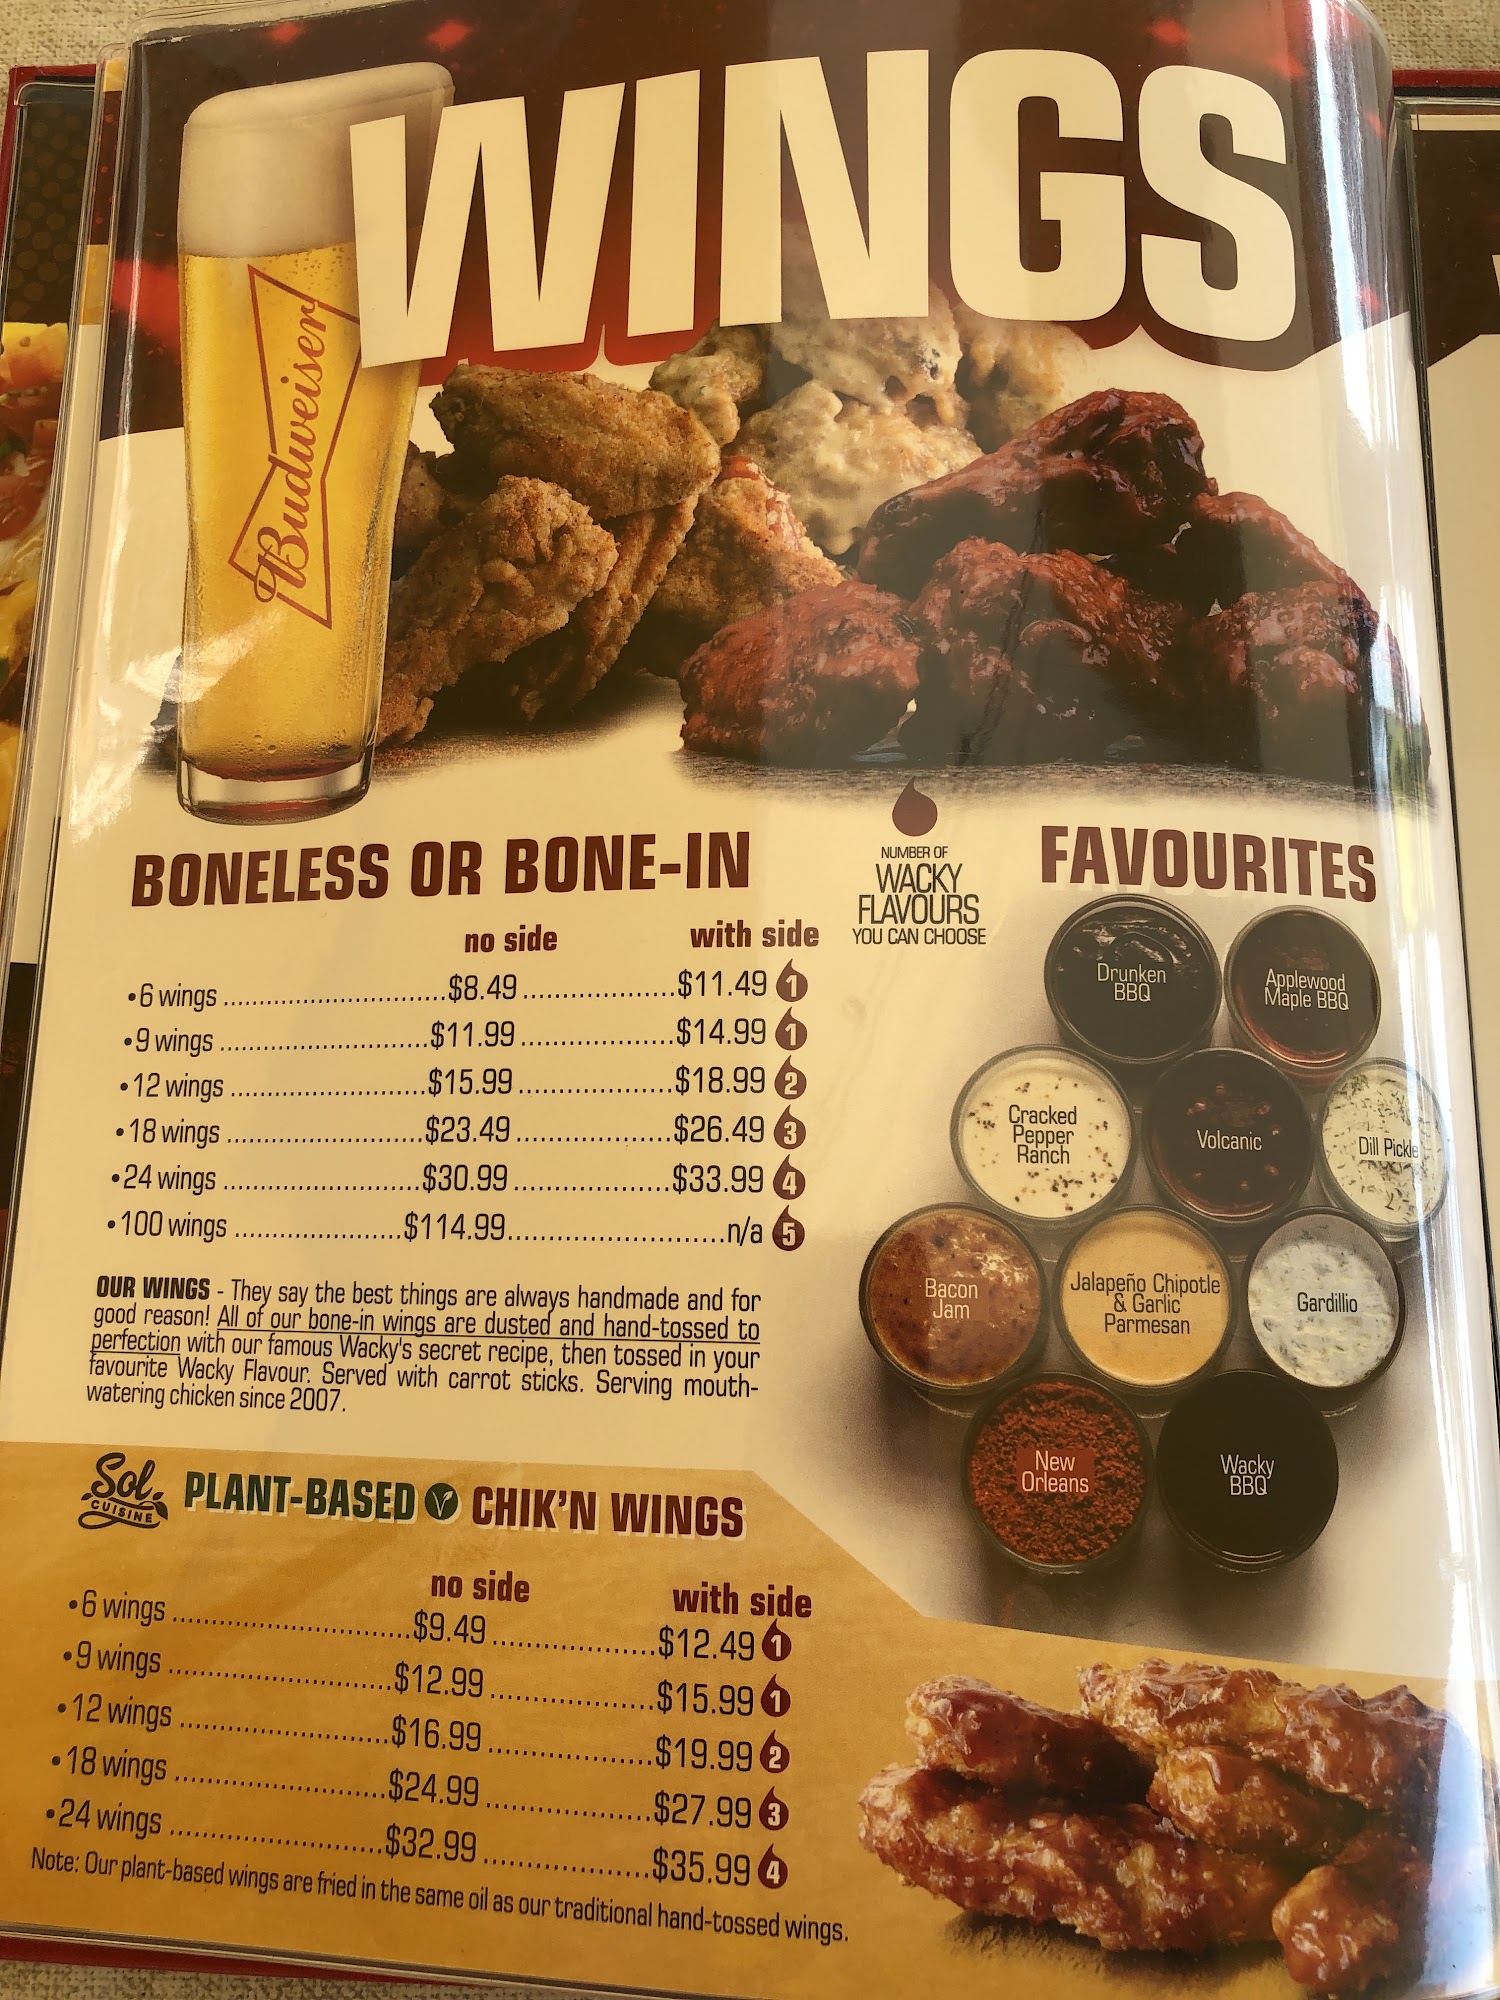 WINGS
Budweiser
BONELESS OR BONE-IN
no side with side
•6 wings ........ $8.49 ........ $11.49 1
•9 wings ........ $11.99 ........ $14.99 1
•12 wings ........ $15.99 ........ $18.99 2
•18 wings ........ $23.49 ........ $26.49 3
•24 wings ........ $30.99 ........ $33.99 4
•100 wings ........ $114.99 ........ n/a 5
NUMBER OF
WACKY
FLAVOURS
YOU CAN CHOOSE
OUR WINGS - They say the best things are always handmade and for
good reason! All of our bone-in wings are dusted and hand-tossed to
perfection with our famous Wacky's secret recipe, then tossed in your
favourite Wacky Flavour. Served with carrot sticks. Serving mouth-
watering chicken since 2007.
FAVOURITES
Drunken
BBQ
Applewood
Maple BBQ
Cracked
Pepper
Ranch
Volcanic
Dill Pickle
Bacon
Jam
Jalapeño Chipotle
& Garlic
Parmesan
Gardillio
New
Orleans
Wacky
BBQ
Sol
CUISINE
PLANT-BASED V CHIK'N WINGS
no side with side
•6 wings ........ $9.49 ........ $12.49 1
•9 wings ........ $12.99 ........ $15.99 1
•12 wings ........ $16.99 ........ $19.99 2
•18 wings ........ $24.99 ........ $27.99 3
•24 wings ........ $32.99 ........ $35.99 4
Note: Our plant-based wings are fried in the same oil as our traditional hand-tossed wings.